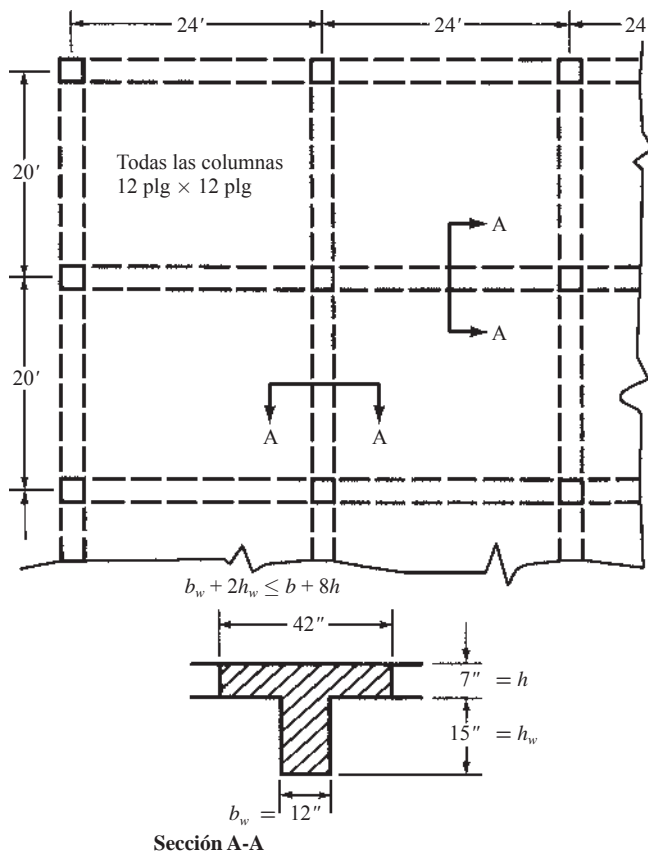 24′ 24′ 24
20′
Todas las columnas
12 plg × 12 plg
A
A
20′
A A
b_w + 2h_w ≤ b + 8h
42″
7″ = h
15″ = h_w
b_w = 12″
Sección A-A